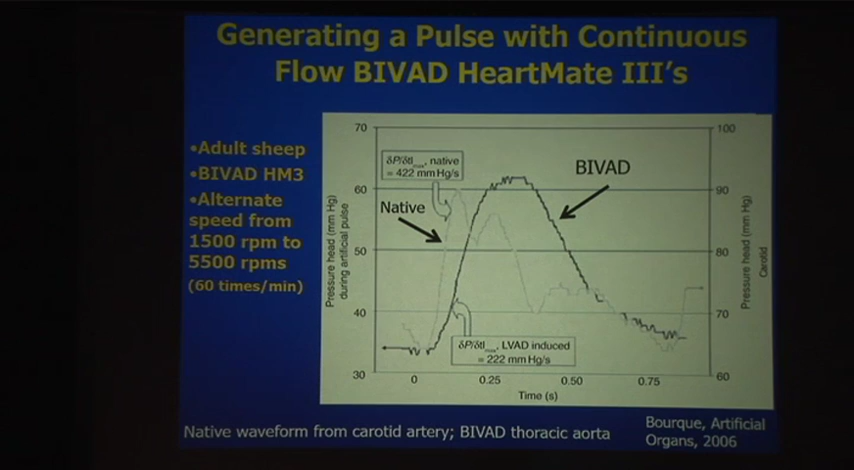 Generating a Pulse with Continuous
Flow BIVAD HeartMate III's
•Adult sheep
•BIVAD HM3
•Alternate
speed from
1500 rpm to
5500 rpms
(60 times/min)
70
60
50
40
30
Pressure head (mm Hg)
during artificial pulse
δP/δt|max, native
= 422 mm Hg/s
Native
BIVAD
δP/δt|max, LVAD induced
= 222 mm Hg/s
100
90
80
70
60
Pressure head (mm Hg)
Carotid
0
0.25
0.50
0.75
Time (s)
Native waveform from carotid artery; BIVAD thoracic aorta
Bourque, Artificial
Organs, 2006